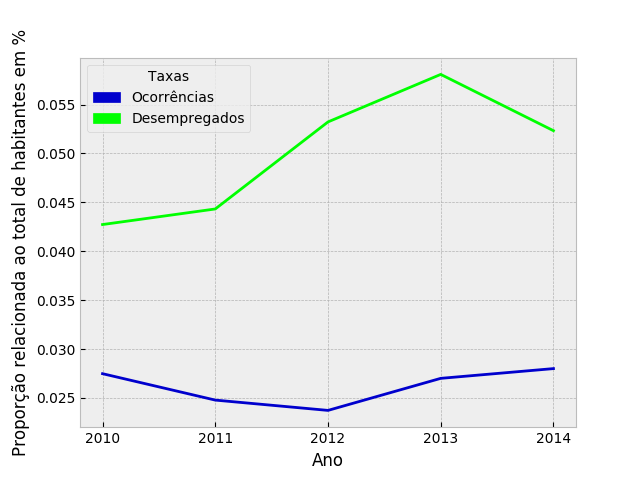 Proporção relacionada ao total de habitantes em %
Taxas
Ocorrências
Desempregados
0.055
0.050
0.045
0.040
0.035
0.030
0.025
2010 2011 2012 2013 2014
Ano